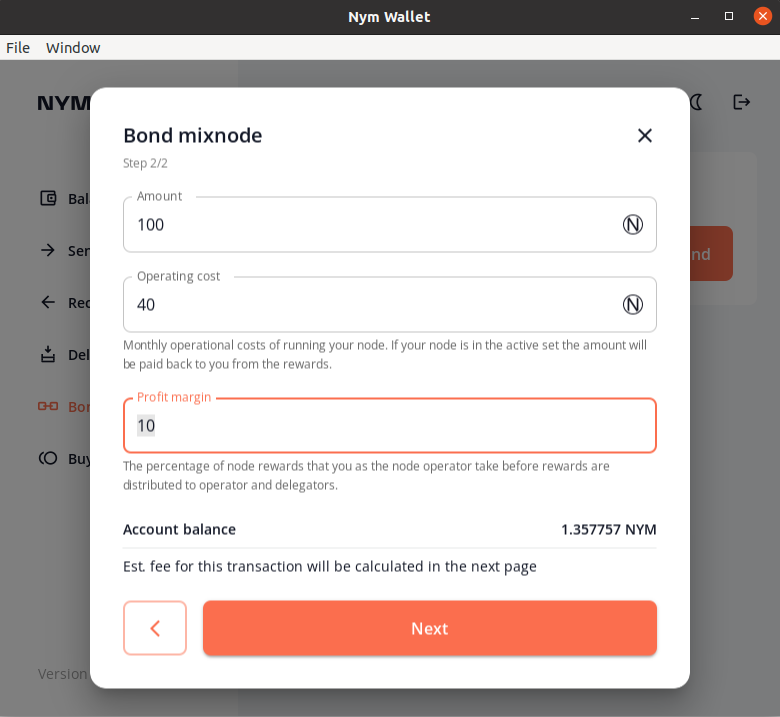 Nym Wallet
File Window
NYM
Bond mixnode
Step 2/2
Amount
100
Operating cost
40
Monthly operational costs of running your node. If your node is in the active set the amount will
be paid back to you from the rewards.
Profit margin
10
The percentage of node rewards that you as the node operator take before rewards are
distributed to operator and delegators.
Account balance 1.357757 NYM
Est. fee for this transaction will be calculated in the next page
Next
Bal
Ser
Rec
Del
Bor
Buy
nd
Version